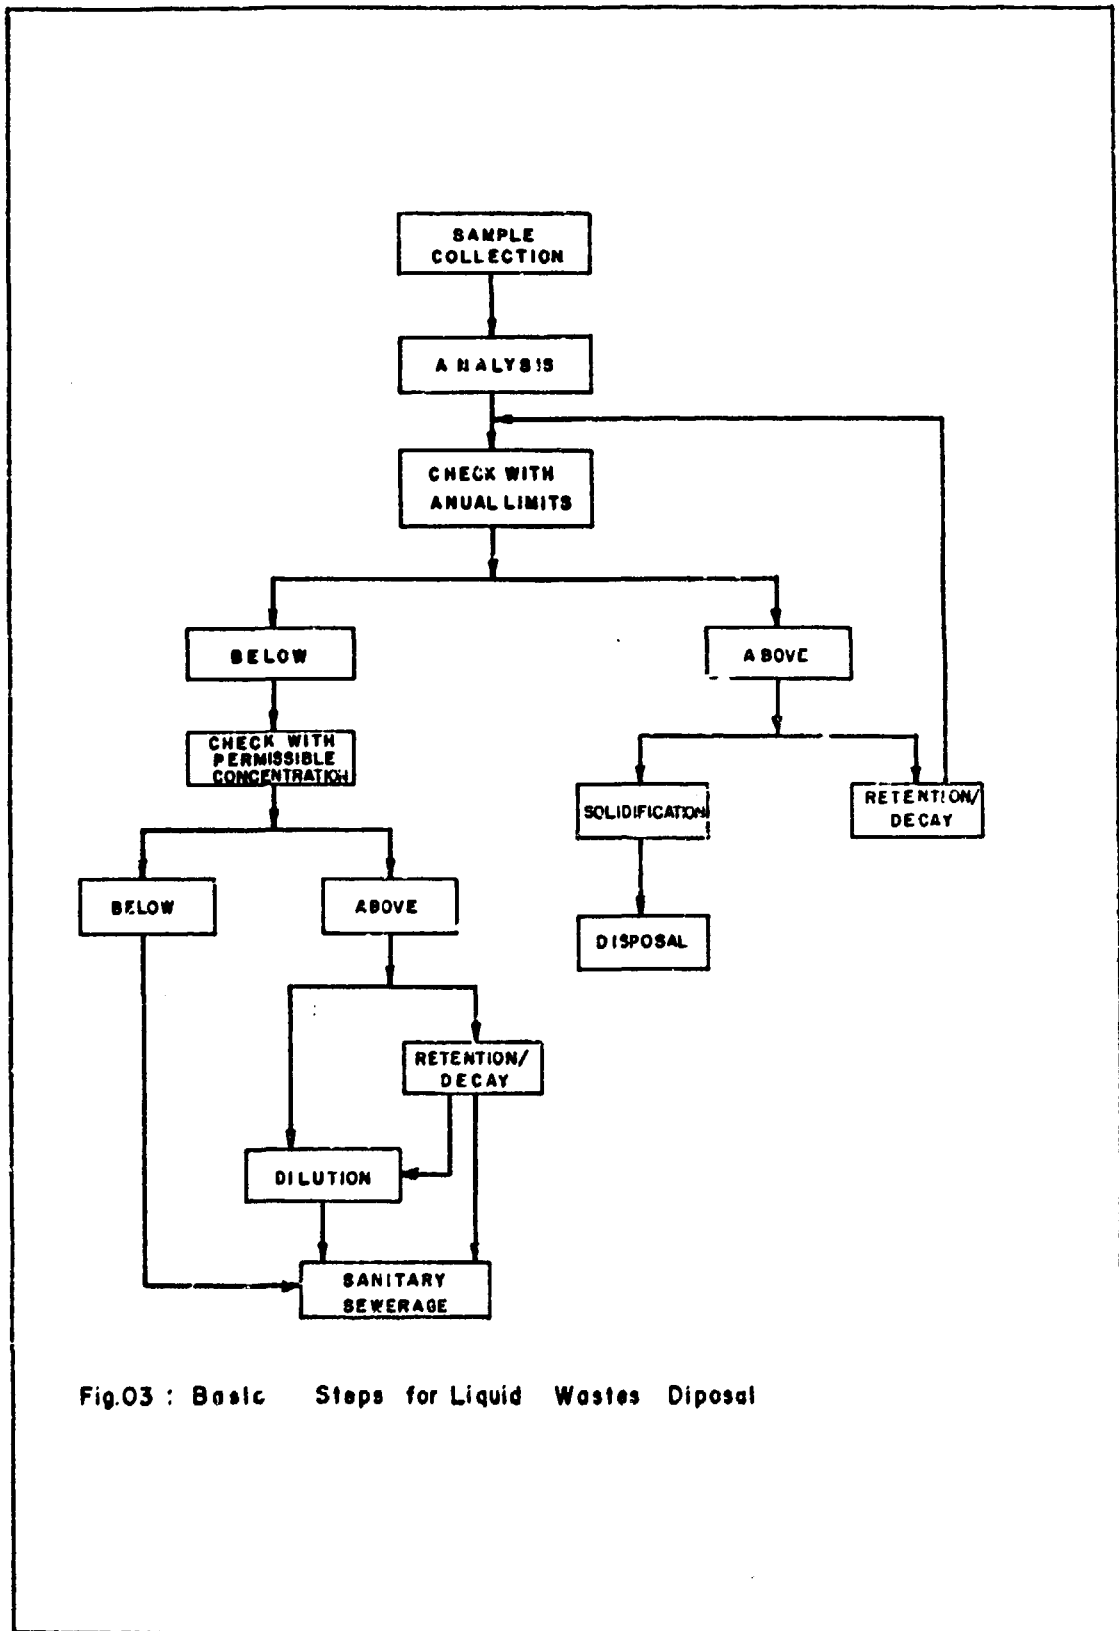 SAMPLE
COLLECTION
ANALYSIS
CHECK WITH
ANUAL LIMITS
BELOW
ABOVE
CHECK WITH
PERMISSIBLE
CONCENTRATION
SOLIDIFICATION
RETENTION/
DECAY
BELOW
ABOVE
DISPOSAL
RETENTION/
DECAY
DILUTION
SANITARY
SEWERAGE
Fig.03 : Basic Steps for Liquid Wastes Diposal